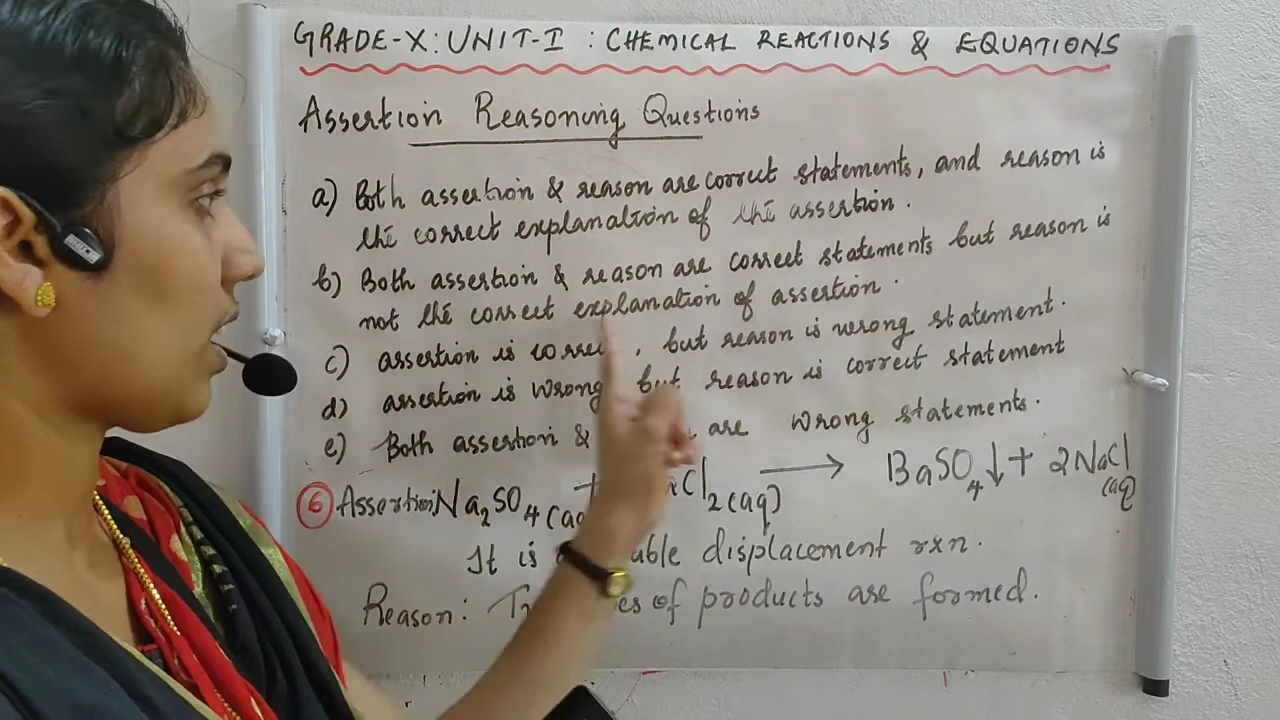 GRADE-X: UNIT-I : CHEMICAL REACTIONS & EQUATIONS
Assertion Reasoning Questions
a) Both assertion & reason are correct statements, and reason is
the correct explanation of the assertion.
b) Both assertion & reason are correct statements but reason is
not the correct explanation of assertion.
c) assertion is correct, but reason is wrong statement.
d) assertion is wrong but reason is correct statement
e) Both assertion & are wrong statements.
⑥ Assertion Na₂SO₄(aq) + Cl₂(aq) → BaSO₄↓ + 2NaCl(aq)
It is displacement rxn.
Reason: of products are formed.